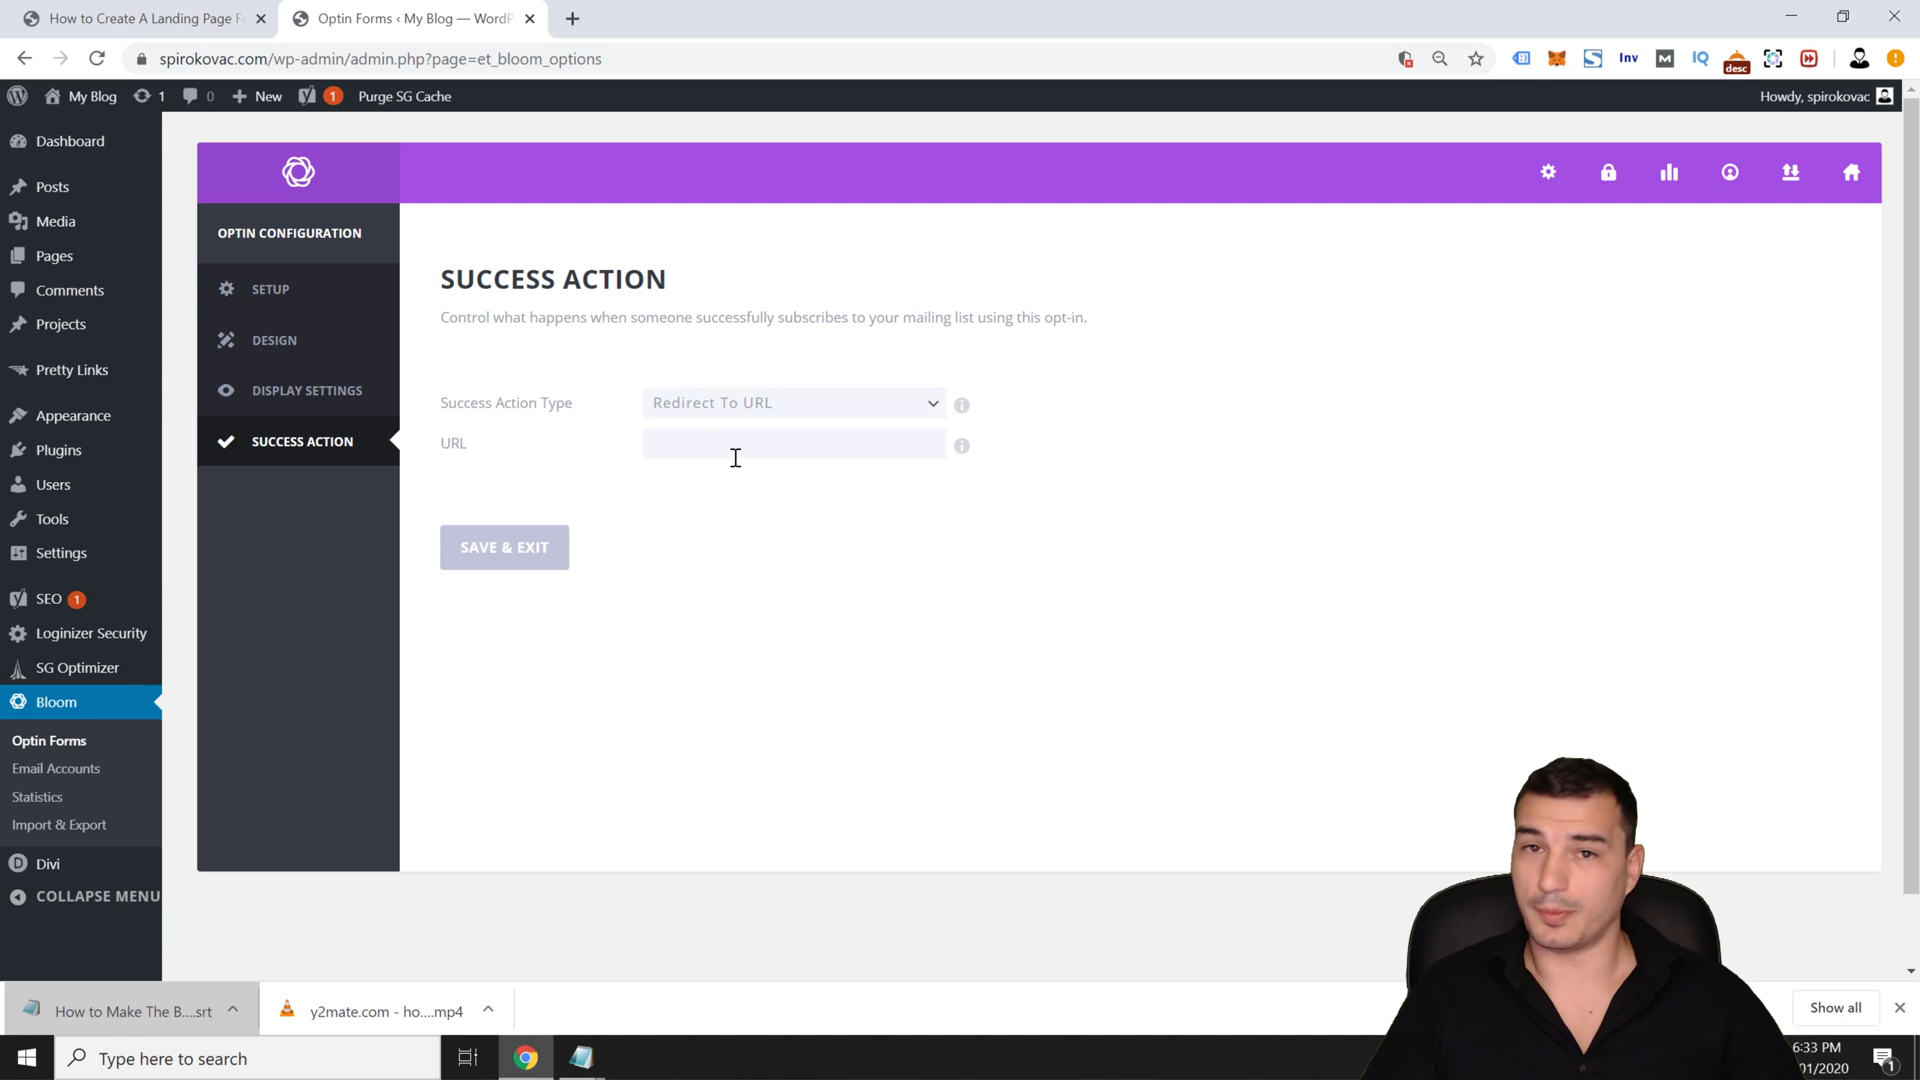 How to Create A Landing Page F
Optin Forms ‹ My Blog — WordP
spirokovac.com/wp-admin/admin.php?page=et_bloom_options
Inv
M
IQ
desc
My Blog
1
0
New
1
Purge SG Cache
Howdy, spirokovac
Dashboard
Posts
Media
Pages
Comments
Projects
Pretty Links
Appearance
Plugins
Users
Tools
Settings
SEO 1
Loginizer Security
SG Optimizer
Bloom
Optin Forms
Email Accounts
Statistics
Import & Export
Divi
COLLAPSE MENU
OPTIN CONFIGURATION
SETUP
DESIGN
DISPLAY SETTINGS
SUCCESS ACTION
SUCCESS ACTION
Control what happens when someone successfully subscribes to your mailing list using this opt-in.
Success Action Type
Redirect To URL
URL
SAVE & EXIT
How to Make The B....srt
y2mate.com - ho....mp4
Show all
Type here to search
6:33 PM
01/2020
1